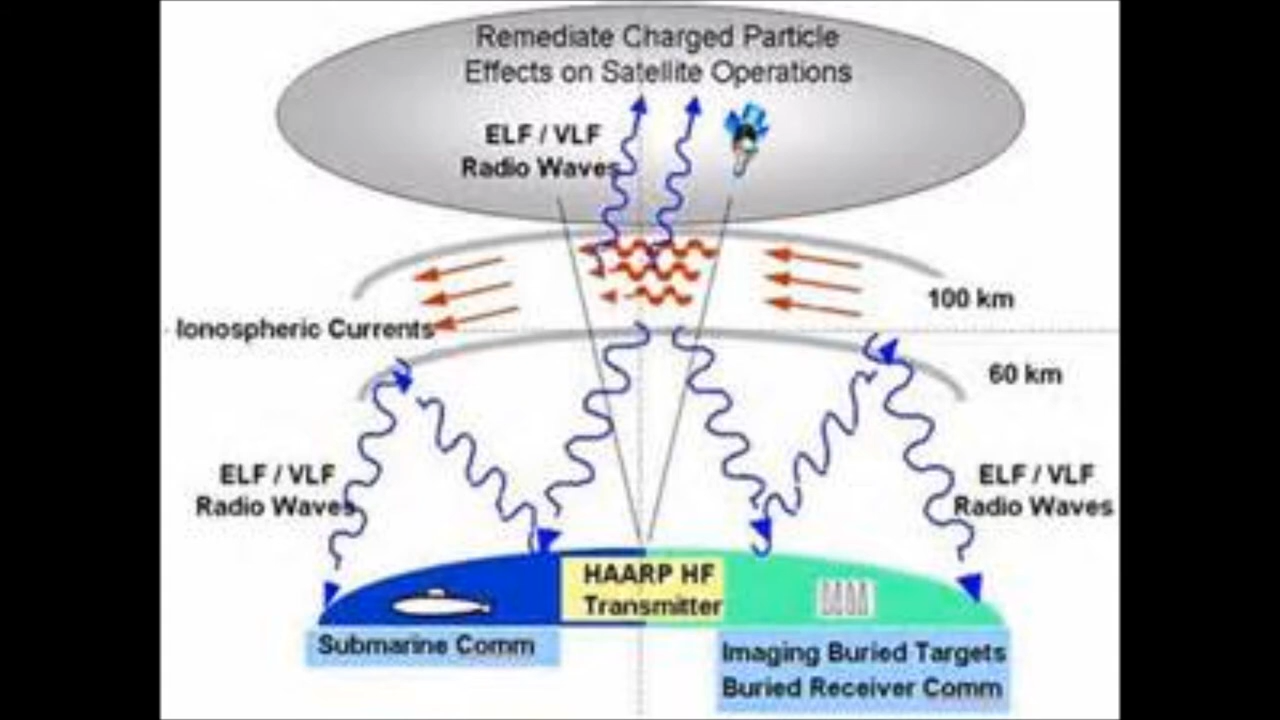 Remediate Charged Particle
Effects on Satellite Operations
ELF / VLF
Radio Waves
100 km
Ionospheric Currents
60 km
ELF / VLF
Radio Waves
ELF / VLF
Radio Waves
HAARP HF
Transmitter
Submarine Comm
Imaging Buried Targets
Buried Receiver Comm